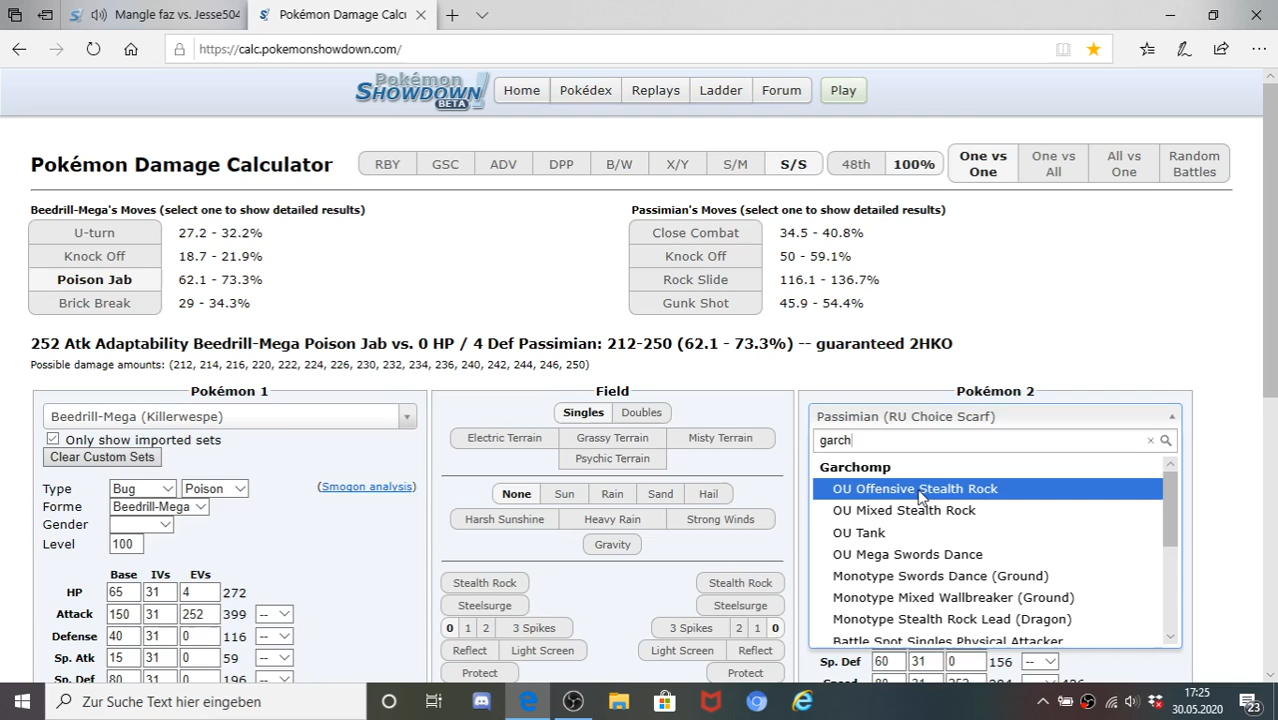 Mangle faz vs. Jesse504
Pokémon Damage Calcu
https://calc.pokemonshowdown.com/
Pokémon Showdown! BETA
Home Pokédex Replays Ladder Forum Play
Pokémon Damage Calculator
RBY GSC ADV DPP B/W X/Y S/M S/S 48th 100% One vs One One vs All All vs One Random Battles
Beedrill-Mega's Moves (select one to show detailed results)
U-turn 27.2 - 32.2%
Knock Off 18.7 - 21.9%
Poison Jab 62.1 - 73.3%
Brick Break 29 - 34.3%
Passimian's Moves (select one to show detailed results)
Close Combat 34.5 - 40.8%
Knock Off 50 - 59.1%
Rock Slide 116.1 - 136.7%
Gunk Shot 45.9 - 54.4%
252 Atk Adaptability Beedrill-Mega Poison Jab vs. 0 HP / 4 Def Passimian: 212-250 (62.1 - 73.3%) -- guaranteed 2HKO
(212, 214, 216, 220, 222, 224, 226, 230, 232, 234, 236, 240, 242, 244, 246, 250)
Pokémon 1
Beedrill-Mega (Killerwespe)
Only show imported sets
Clear Custom Sets
Type Bug Poison (Smogon analysis)
Forme Beedrill-Mega
Gender
Level 100
Base IVs EVs
HP 65 31 4 272
Attack 150 31 252 399 --
Defense 40 31 0 116 --
Sp. Atk 15 31 0 59 --
Sp. Def 80 31 0 196 --
Field
Singles Doubles
Electric Terrain Grassy Terrain Misty Terrain
Psychic Terrain
None Sun Rain Sand Hail
Harsh Sunshine Heavy Rain Strong Winds
Gravity
Stealth Rock Stealth Rock
Steelsurge Steelsurge
0 1 2 3 Spikes 3 Spikes 2 1 0
Reflect Light Screen Light Screen Reflect
Protect Protect
Pokémon 2
Passimian (RU Choice Scarf)
garch
Garchomp
OU Offensive Stealth Rock
OU Mixed Stealth Rock
OU Tank
OU Mega Swords Dance
Monotype Swords Dance (Ground)
Monotype Mixed Wallbreaker (Ground)
Monotype Stealth Rock Lead (Dragon)
Battle Spot Singles Physical Attacker
Sp. Def 60 31 0 156 --
Zur Suche Text hier eingeben
17:25
30.05.2020
23